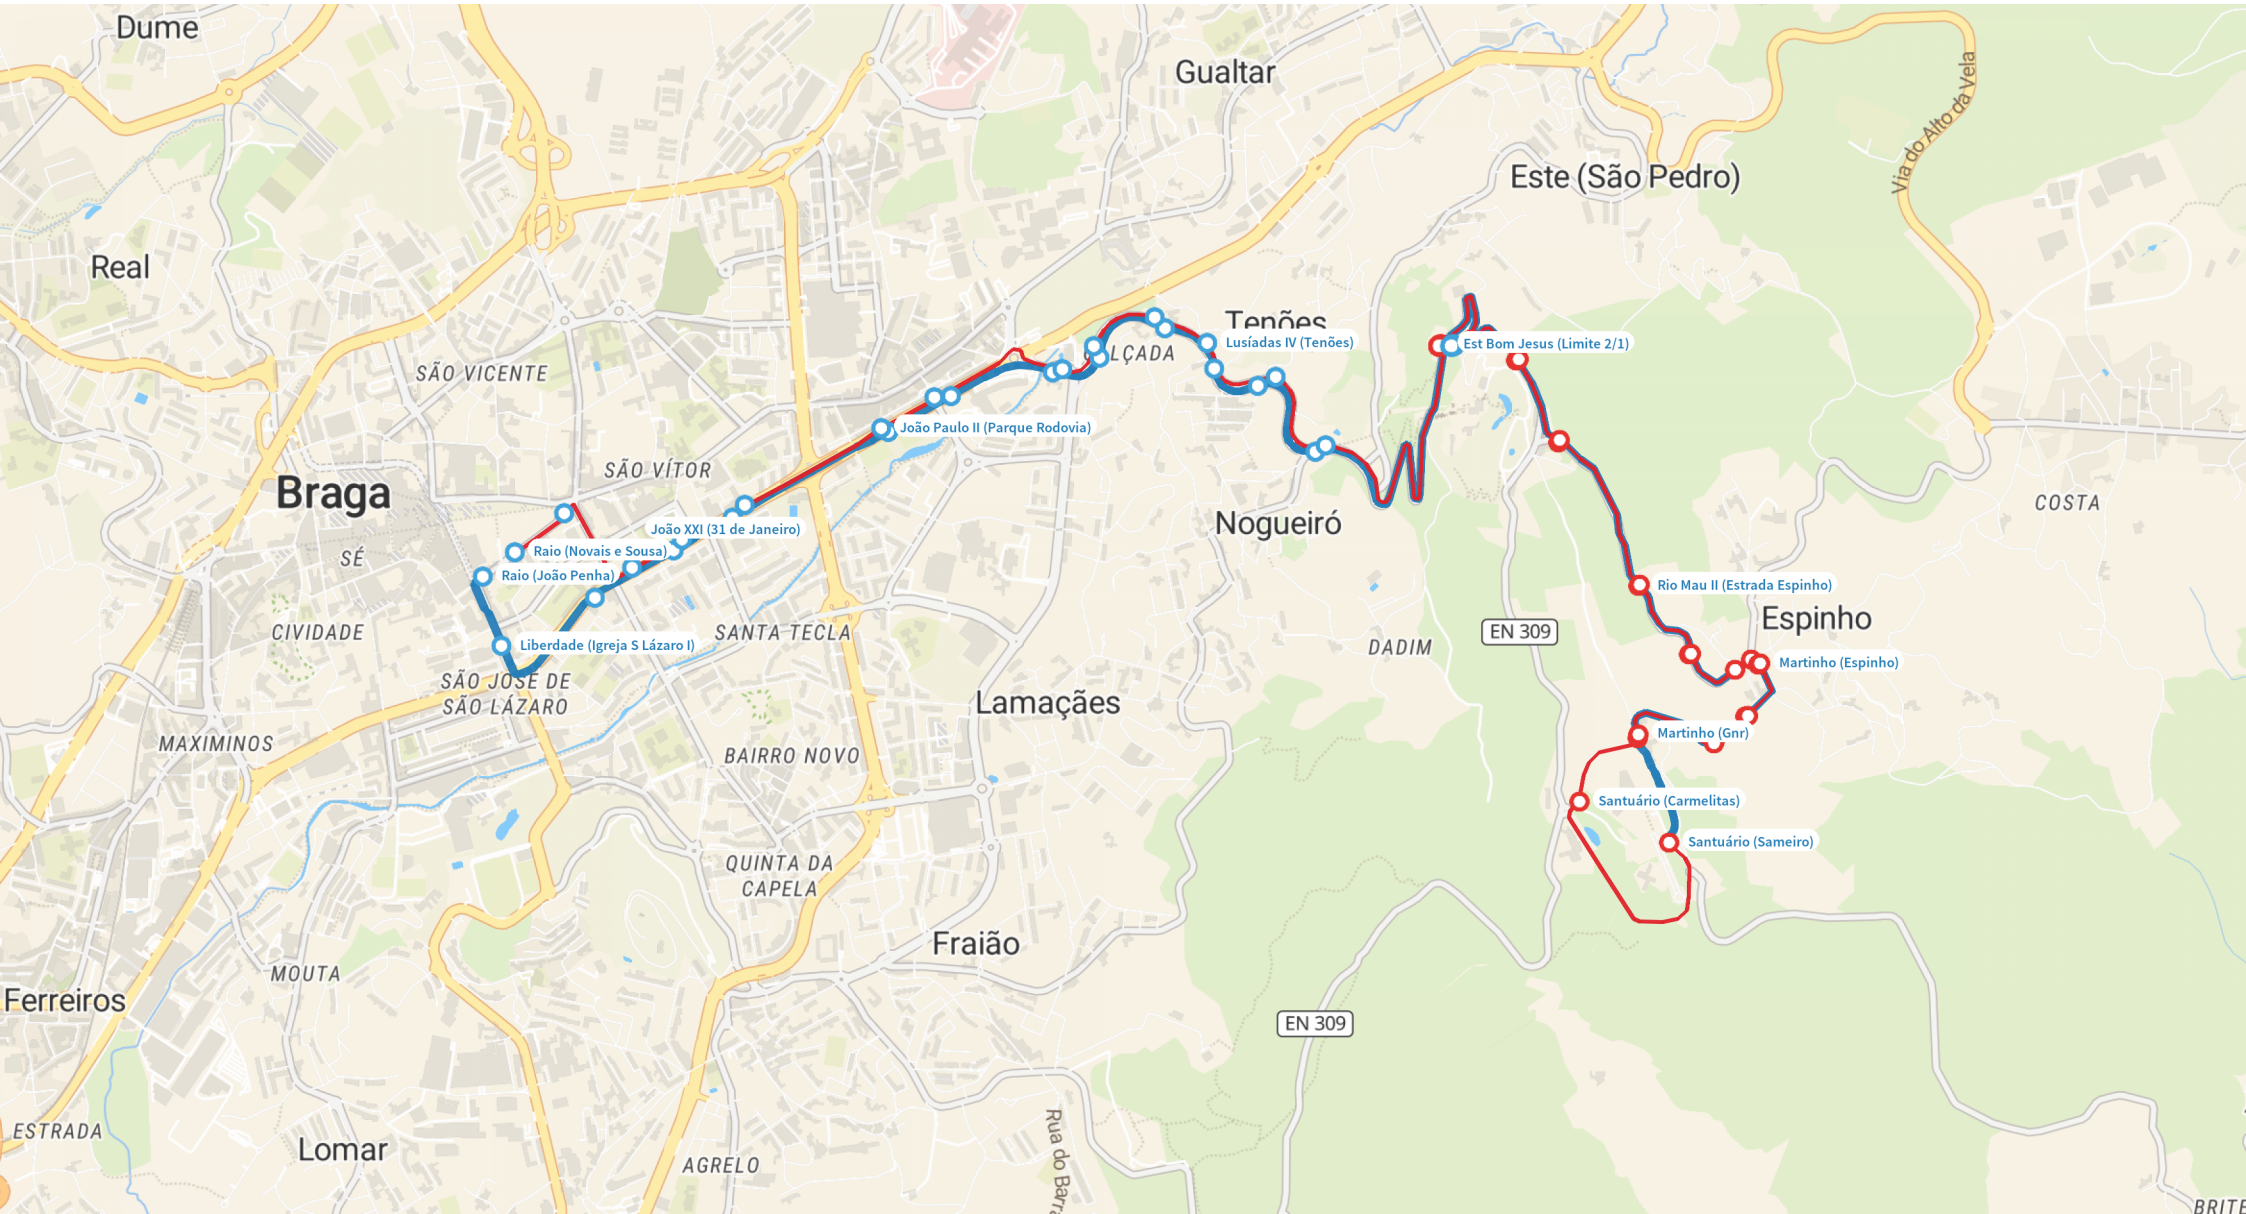 Dume
Gualtar
Via do Alto da Vela
Este (São Pedro)
Real
Tenões
Lusíadas IV (Tenões)
Est Bom Jesus (Limite 2/1)
SÃO VICENTE
João Paulo II (Parque Rodovia)
SÃO VÍTOR
Braga
COSTA
Nogueiró
João XXI (31 de Janeiro)
SÉ
Raio (Novais e Sousa)
Raio (João Penha)
Rio Mau II (Estrada Espinho)
Espinho
CIVIDADE
SANTA TECLA
EN 309
Liberdade (Igreja S Lázaro I)
DADIM
Martinho (Espinho)
SÃO JOSÉ DE
SÃO LÁZARO
Lamaçães
Martinho (Gnr)
MAXIMINOS
BAIRRO NOVO
Santuário (Carmelitas)
Santuário (Sameiro)
QUINTA DA
CAPELA
Fraião
MOUTA
Ferreiros
EN 309
ESTRADA
Lomar
AGRELO
Rua do Barra